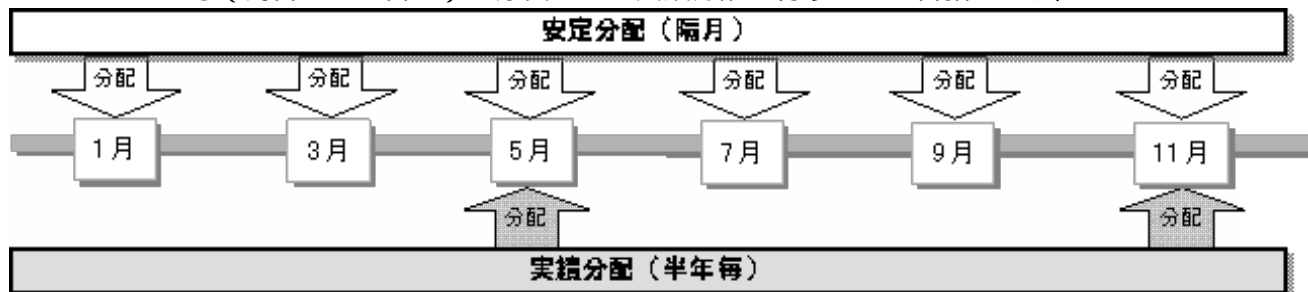 安定分配（隔月）
分配 分配 分配 分配 分配 分配
1月 3月 5月 7月 9月 11月
分配 分配
実績分配（半年毎）